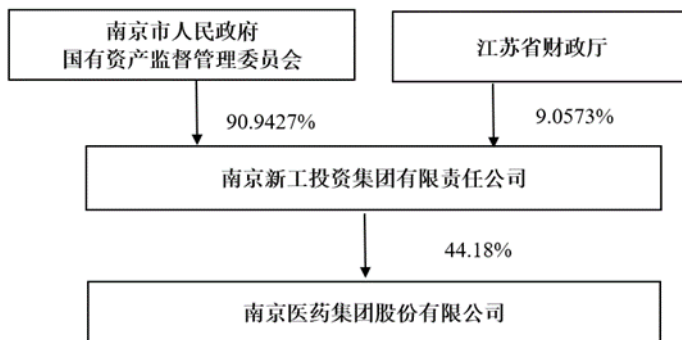 南京市人民政府
国有资产监督管理委员会
江苏省财政厅
90.9427%
9.0573%
南京新工投资集团有限责任公司
44.18%
南京医药集团股份有限公司